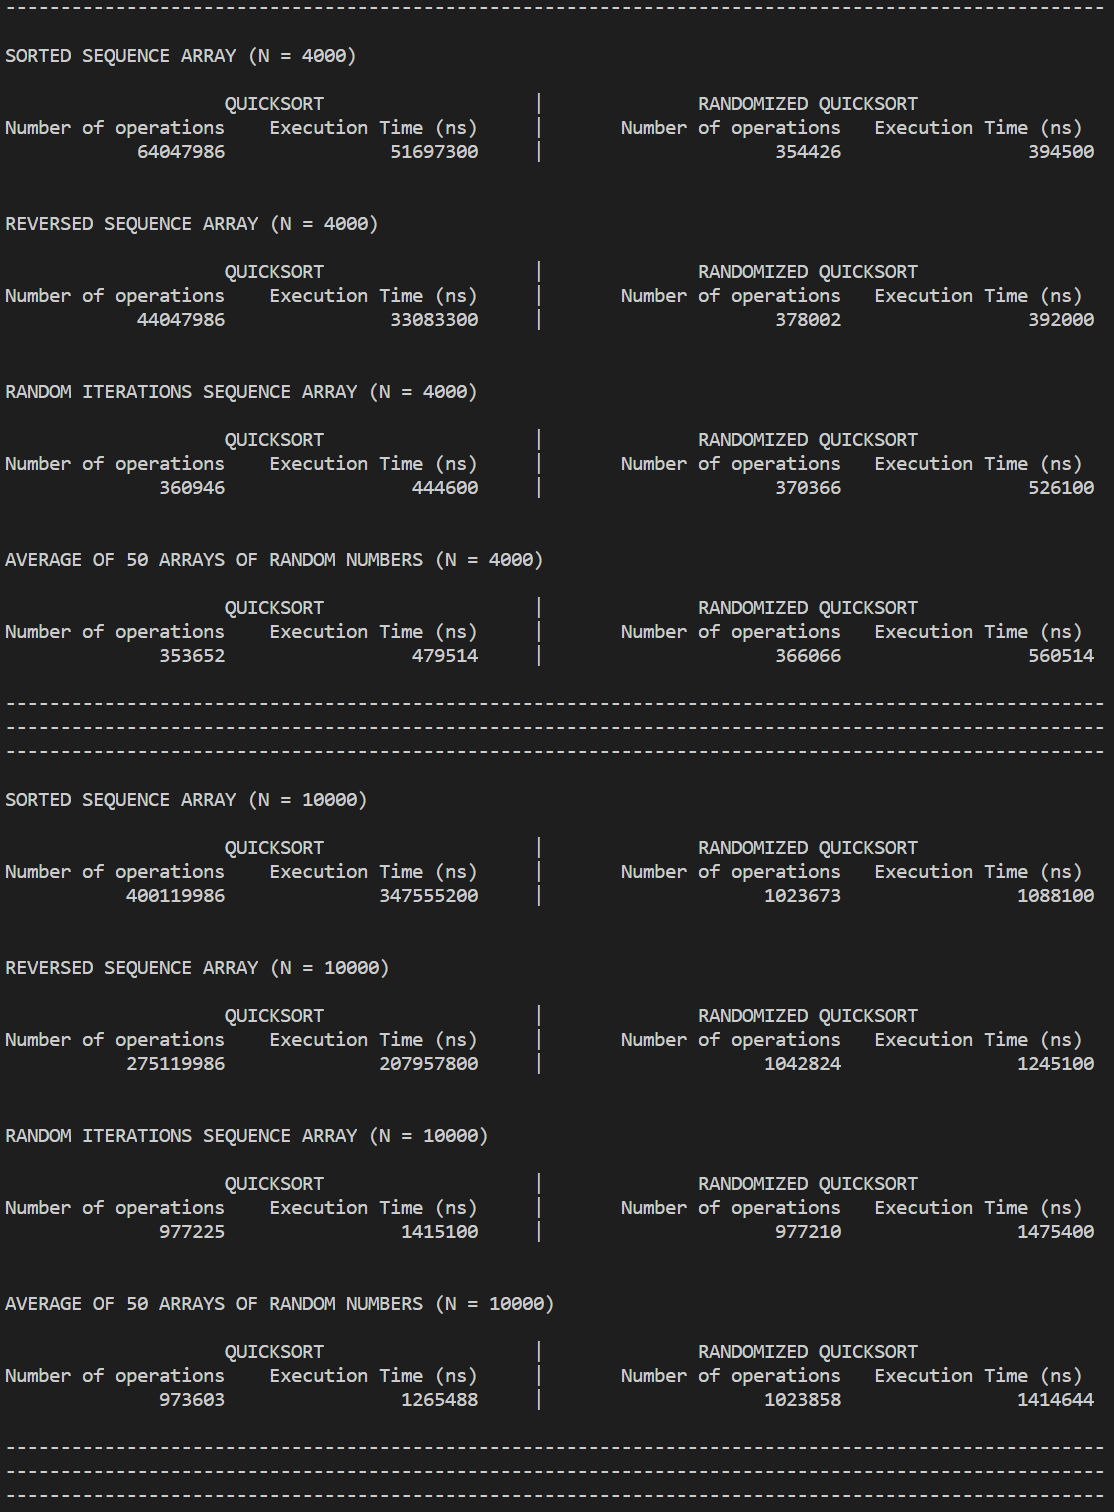 ----------------------------------------------------------------------------------------------------
SORTED SEQUENCE ARRAY (N = 4000)
QUICKSORT | RANDOMIZED QUICKSORT
Number of operations Execution Time (ns) | Number of operations Execution Time (ns)
64047986 51697300 | 354426 394500
REVERSED SEQUENCE ARRAY (N = 4000)
QUICKSORT | RANDOMIZED QUICKSORT
Number of operations Execution Time (ns) | Number of operations Execution Time (ns)
44047986 33083300 | 378002 392000
RANDOM ITERATIONS SEQUENCE ARRAY (N = 4000)
QUICKSORT | RANDOMIZED QUICKSORT
Number of operations Execution Time (ns) | Number of operations Execution Time (ns)
360946 444600 | 370366 526100
AVERAGE OF 50 ARRAYS OF RANDOM NUMBERS (N = 4000)
QUICKSORT | RANDOMIZED QUICKSORT
Number of operations Execution Time (ns) | Number of operations Execution Time (ns)
353652 479514 | 366066 560514
----------------------------------------------------------------------------------------------------
----------------------------------------------------------------------------------------------------
----------------------------------------------------------------------------------------------------
SORTED SEQUENCE ARRAY (N = 10000)
QUICKSORT | RANDOMIZED QUICKSORT
Number of operations Execution Time (ns) | Number of operations Execution Time (ns)
400119986 347555200 | 1023673 1088100
REVERSED SEQUENCE ARRAY (N = 10000)
QUICKSORT | RANDOMIZED QUICKSORT
Number of operations Execution Time (ns) | Number of operations Execution Time (ns)
275119986 207957800 | 1042824 1245100
RANDOM ITERATIONS SEQUENCE ARRAY (N = 10000)
QUICKSORT | RANDOMIZED QUICKSORT
Number of operations Execution Time (ns) | Number of operations Execution Time (ns)
977225 1415100 | 977210 1475400
AVERAGE OF 50 ARRAYS OF RANDOM NUMBERS (N = 10000)
QUICKSORT | RANDOMIZED QUICKSORT
Number of operations Execution Time (ns) | Number of operations Execution Time (ns)
973603 1265488 | 1023858 1414644
----------------------------------------------------------------------------------------------------
----------------------------------------------------------------------------------------------------
----------------------------------------------------------------------------------------------------